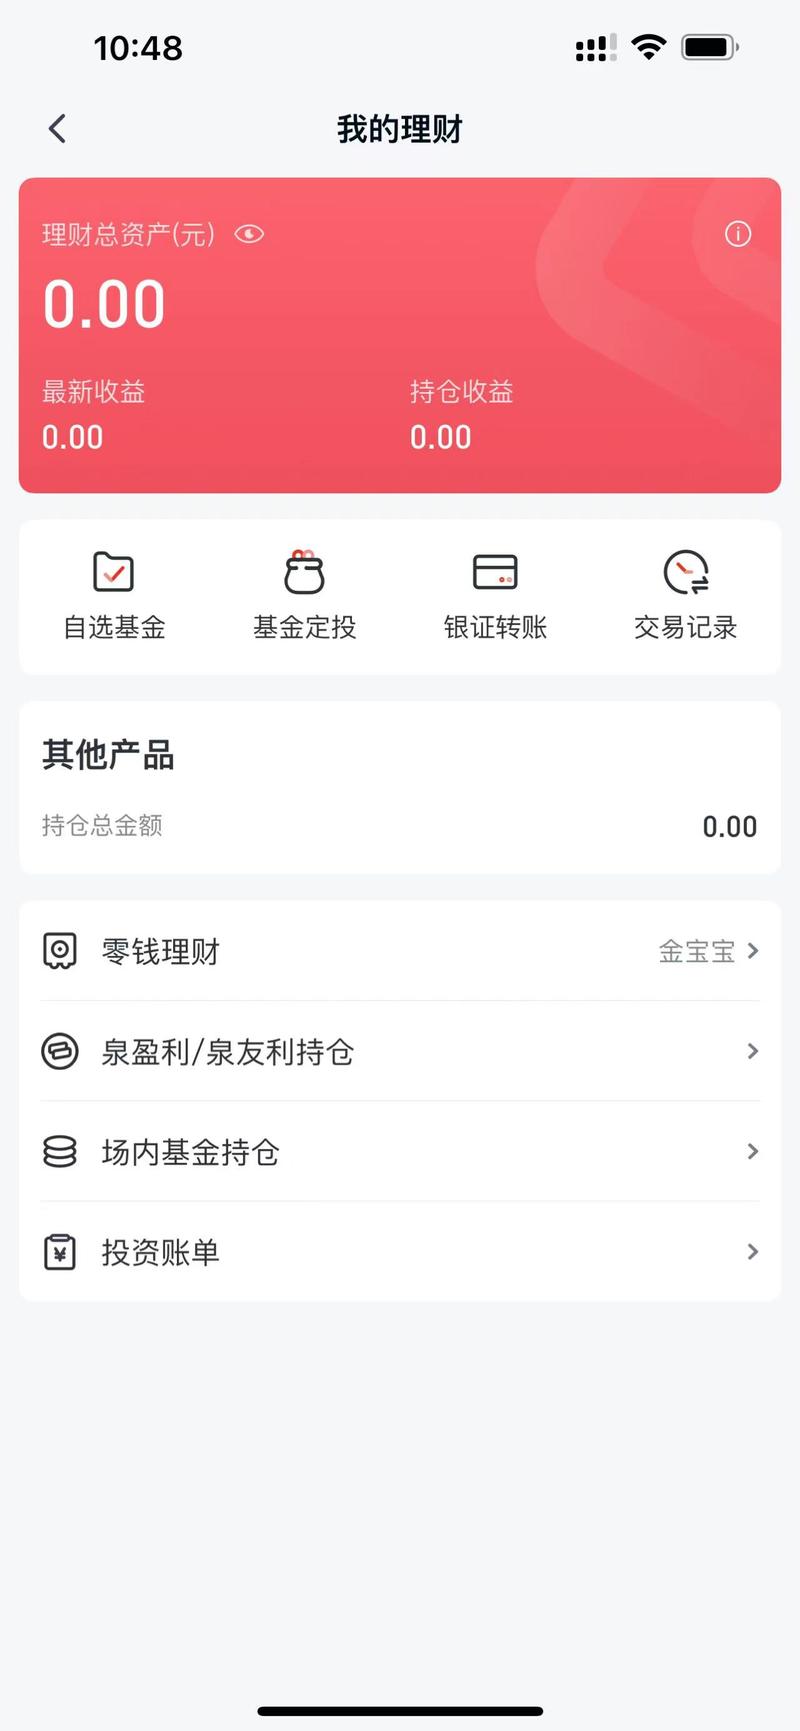 10:48
我的理财
理财总资产(元)
0.00
最新收益 持仓收益
0.00 0.00
自选基金 基金定投 银证转账 交易记录
其他产品
持仓总金额 0.00
零钱理财 金宝宝
泉盈利/泉友利持仓
场内基金持仓
投资账单